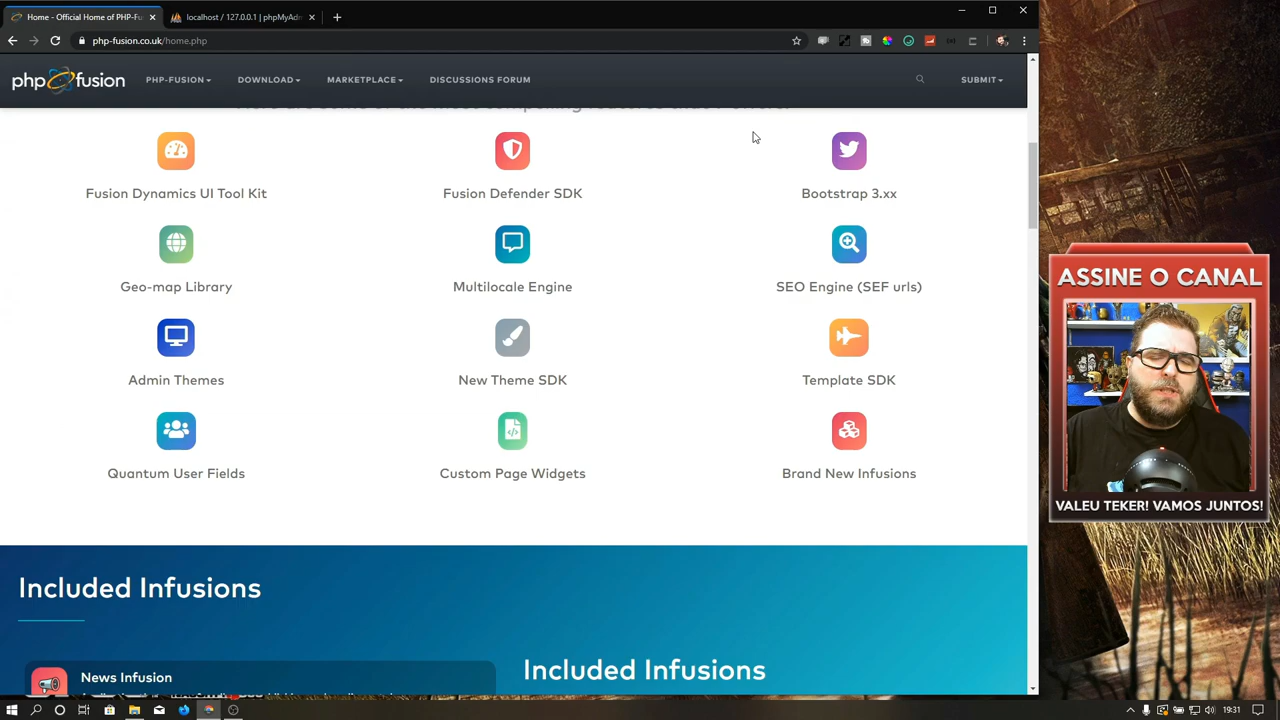 Home - Official Home of PHP-Fu
localhost / 127.0.0.1 | phpMyAdm
php-fusion.co.uk/home.php
php fusion
PHP-FUSION
DOWNLOAD
MARKETPLACE
DISCUSSIONS FORUM
SUBMIT
Fusion Dynamics UI Tool Kit
Fusion Defender SDK
Bootstrap 3.xx
Geo-map Library
Multilocale Engine
SEO Engine (SEF urls)
Admin Themes
New Theme SDK
Template SDK
Quantum User Fields
Custom Page Widgets
Brand New Infusions
Included Infusions
News Infusion
Included Infusions
ASSINE O CANAL
VALEU TEKER! VAMOS JUNTOS!
19:31